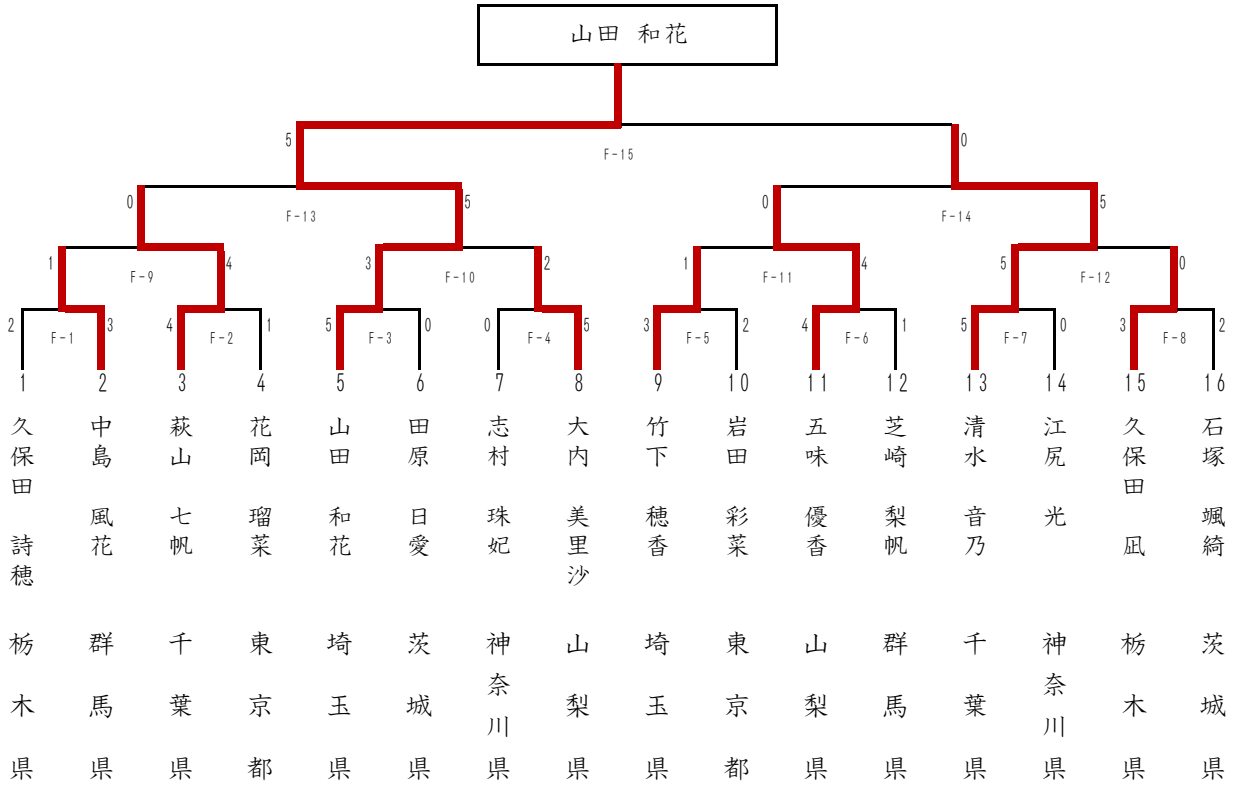 山田 和花
5 0
F-15
0 5 0 5
F-13 F-14
1 4 3 2 1 4 5 0
F-9 F-10 F-11 F-12
2 3 4 1 5 0 0 5 3 2 4 1 5 0 3 2
F-1 F-2 F-3 F-4 F-5 F-6 F-7 F-8
1 2 3 4 5 6 7 8 9 10 11 12 13 14 15 16
久保田 詩穂
中島 風花
萩山 七帆
花岡 瑠菜
山田 和花
田原 日愛
志村 珠妃
大内 美里沙
竹下 穂香
岩田 彩菜
五味 優香
芝崎 梨帆
清水 音乃
江尻 光
久保田 凪
石塚 颯綺
栃木県
群馬県
千葉県
東京都
埼玉県
茨城県
神奈川県
山梨県
埼玉県
東京都
山梨県
群馬県
千葉県
神奈川県
栃木県
茨城県